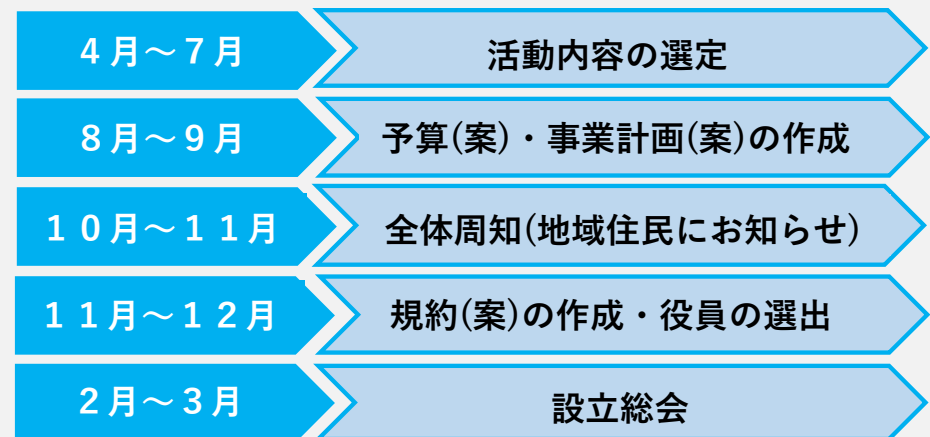 ４月～７月
活動内容の選定
８月～９月
予算(案)・事業計画(案)の作成
１０月～１１月
全体周知(地域住民にお知らせ)
１１月～１２月
規約(案)の作成・役員の選出
２月～３月
設立総会